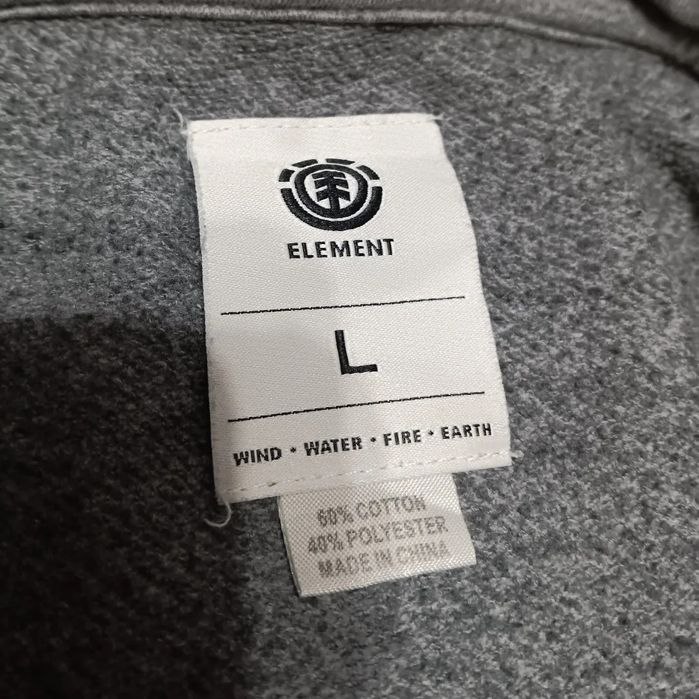 ELEMENT
L
WIND • WATER • FIRE • EARTH
60% COTTON
40% POLYESTER
MADE IN CHINA